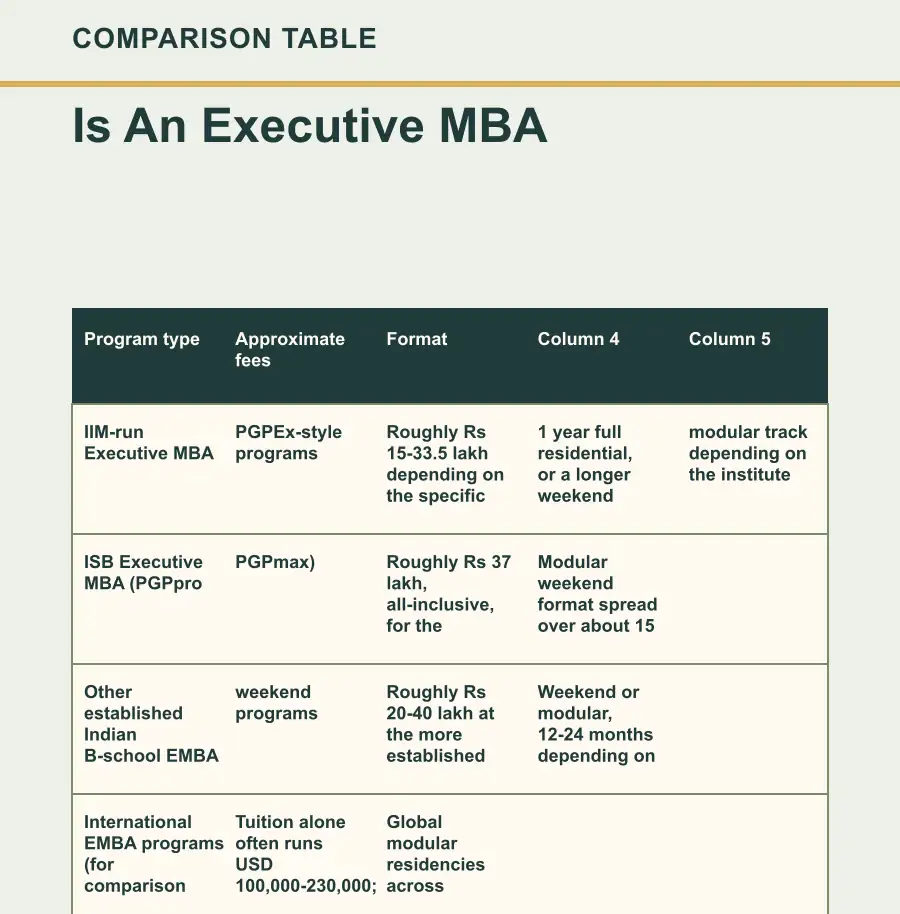 COMPARISON TABLE
Is An Executive MBA
Program type
Approximate
fees
Format
Column 4
Column 5
IIM-run
Executive MBA
PGPEx-style
programs
Roughly Rs
15-33.5 lakh
depending on
the specific
1 year full
residential,
or a longer
weekend
modular track
depending on
the institute
ISB Executive
MBA (PGPpro
PGPmax)
Roughly Rs 37
lakh,
all-inclusive,
for the
Modular
weekend
format spread
over about 15
Other
established
Indian
B-school EMBA
weekend
programs
Roughly Rs
20-40 lakh at
the more
established
Weekend or
modular,
12-24 months
depending on
International
EMBA programs
(for
comparison
Tuition alone
often runs
USD
100,000-230,000;
Global
modular
residencies
across